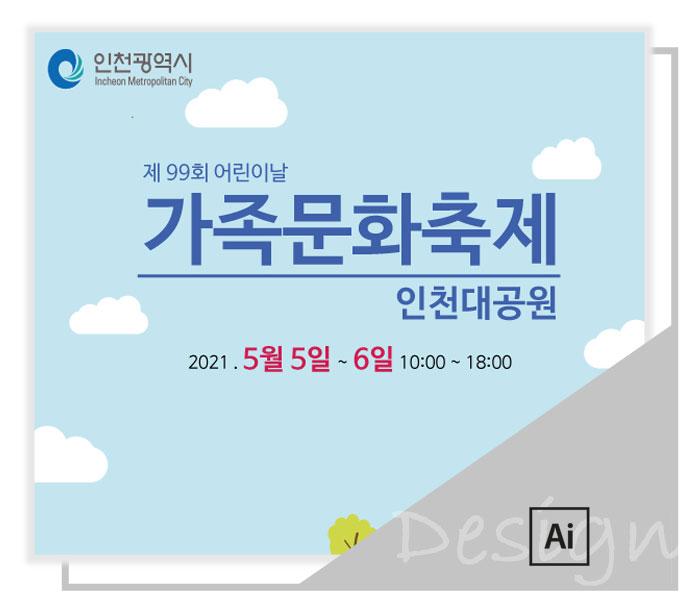 인천광역시
Incheon Metropolitan City
제 99회 어린이날
가족문화축제
인천대공원
2021 . 5월 5일 ~ 6일 10:00 ~ 18:00
Design
Ai